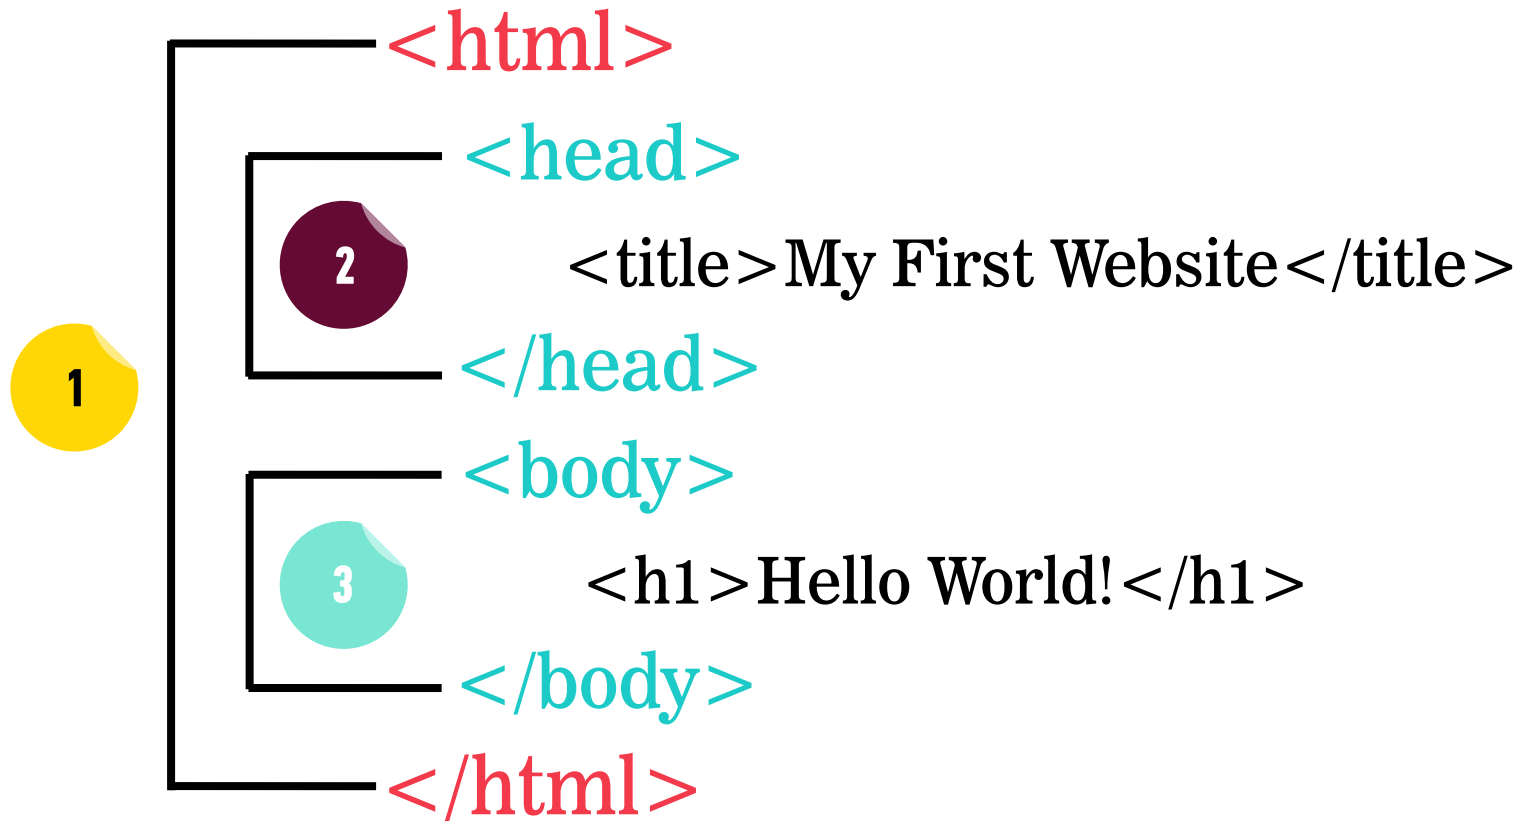 <html>
<head>
2
<title>My First Website</title>
1
</head>
<body>
3
<h1>Hello World!</h1>
</body>
</html>